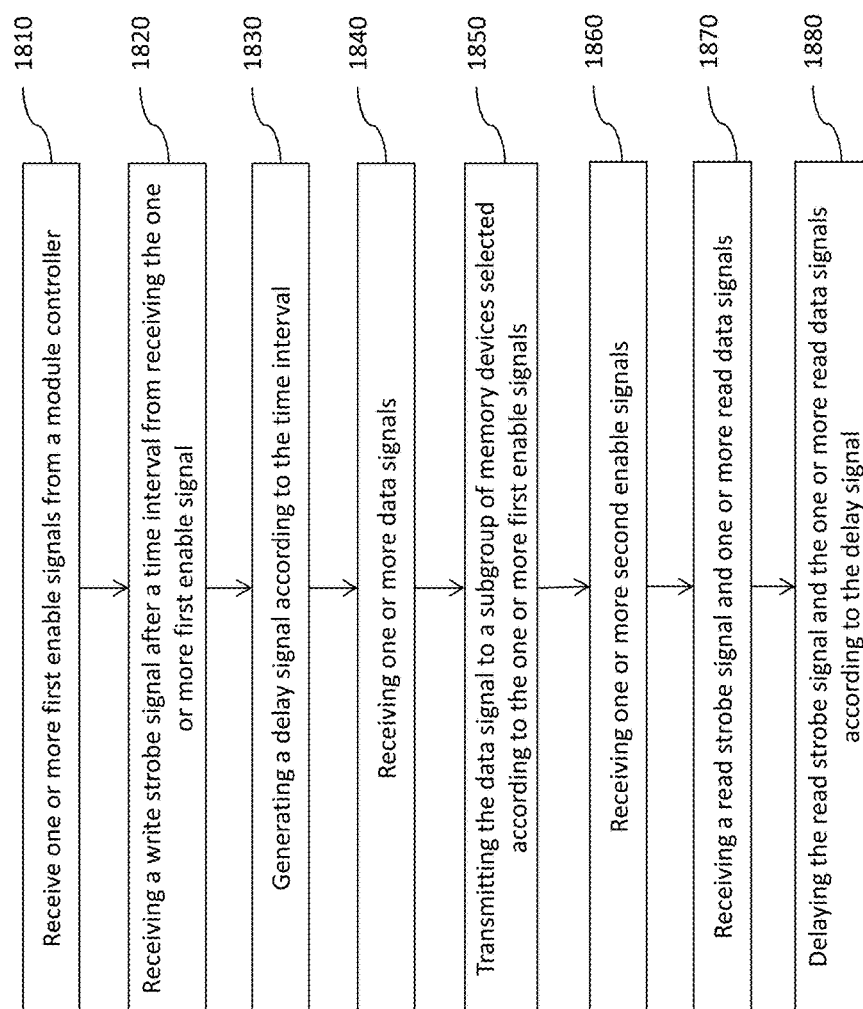 Receive one or more first enable signals from a module controller
1810
Receiving a write strobe signal after a time interval from receiving the one
or more first enable signal
1820
Generating a delay signal according to the time interval
1830
Receiving one or more data signals
1840
Transmitting the data signal to a subgroup of memory devices selected
according to the one or more first enable signals
1850
Receiving one or more second enable signals
1860
Receiving a read strobe signal and one or more read data signals
1870
Delaying the read strobe signal and the one or more read data signals
according to the delay signal
1880